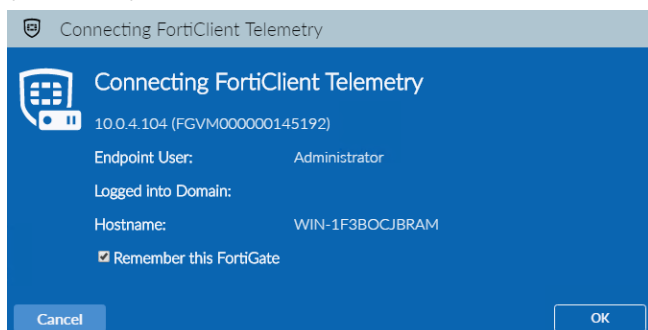 Connecting FortiClient Telemetry
Connecting FortiClient Telemetry
10.0.4.104 (FGVM000000145192)
Endpoint User: Administrator
Logged into Domain:
Hostname: WIN-1F3BOCJBRAM
Remember this FortiGate
Cancel OK